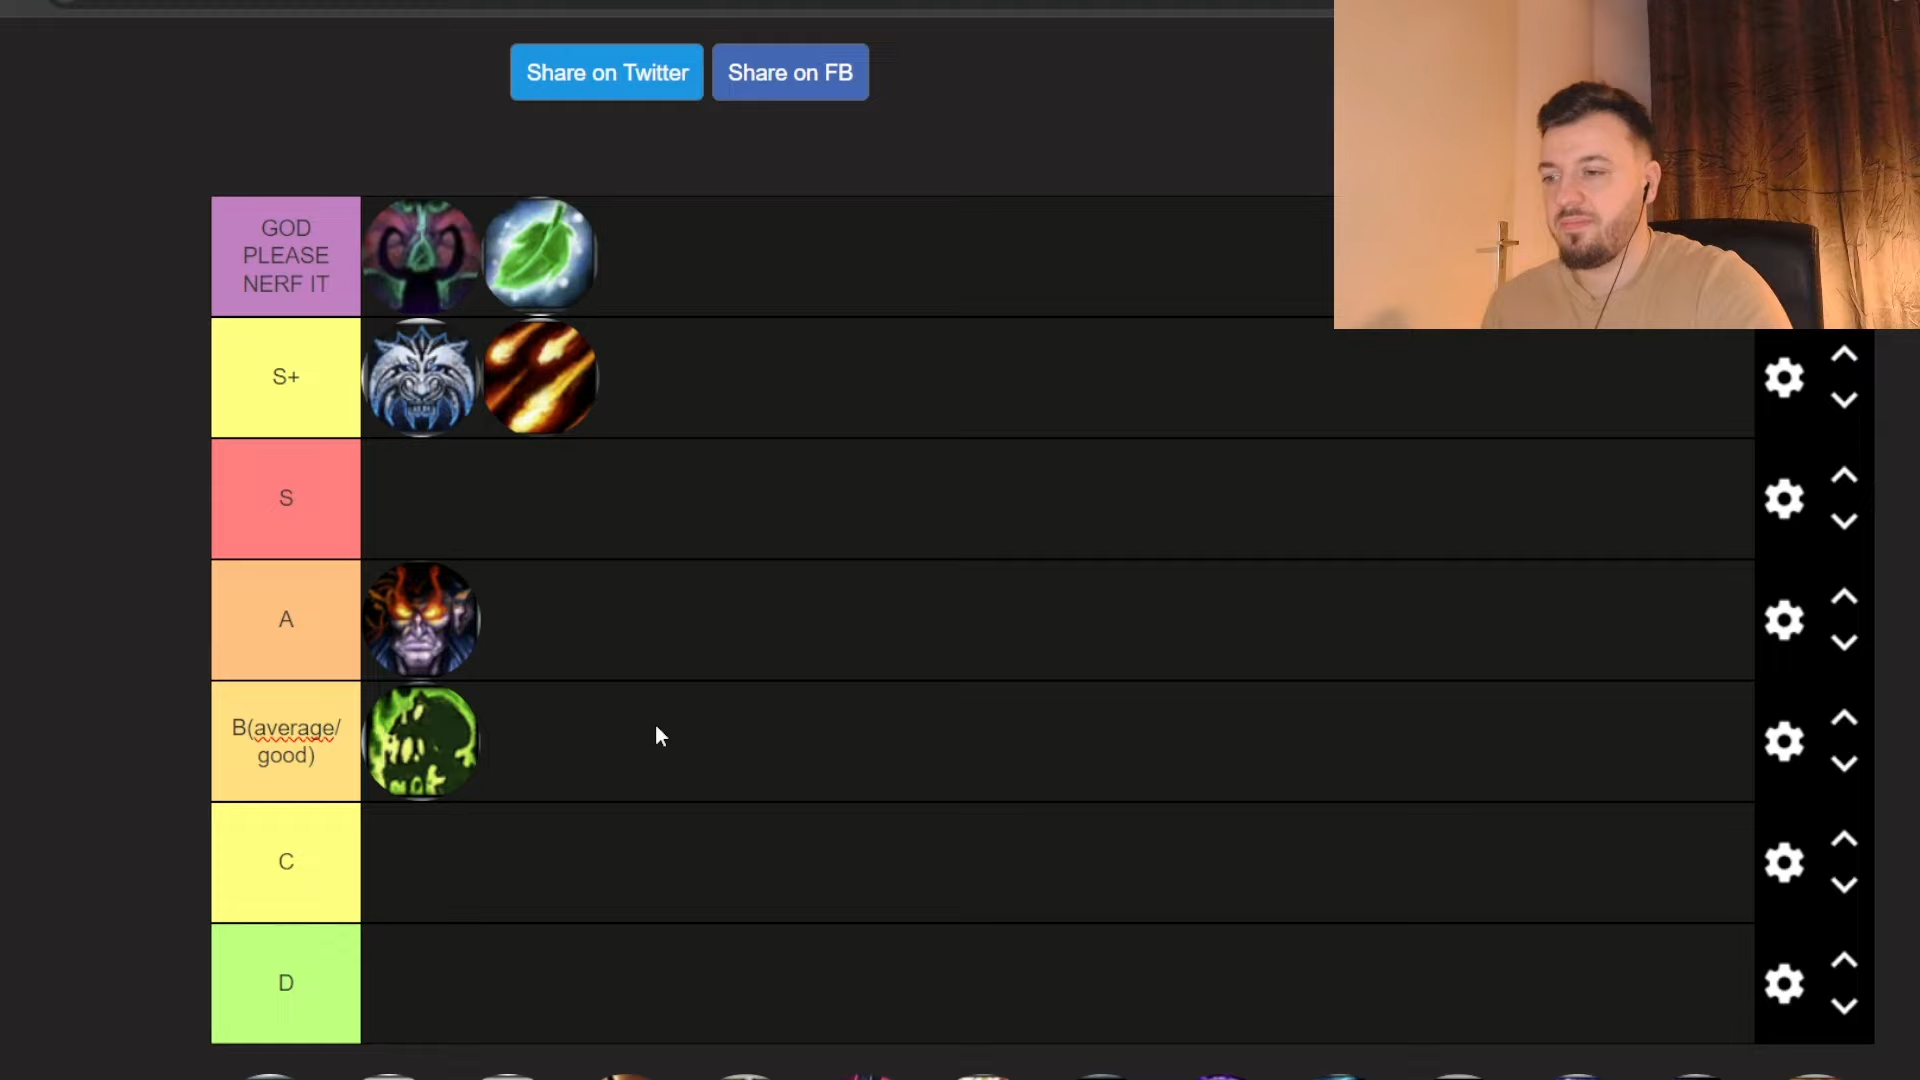 Share on Twitter
Share on FB
GOD
PLEASE
NERF IT
S+
S
A
B(average/
good)
C
D